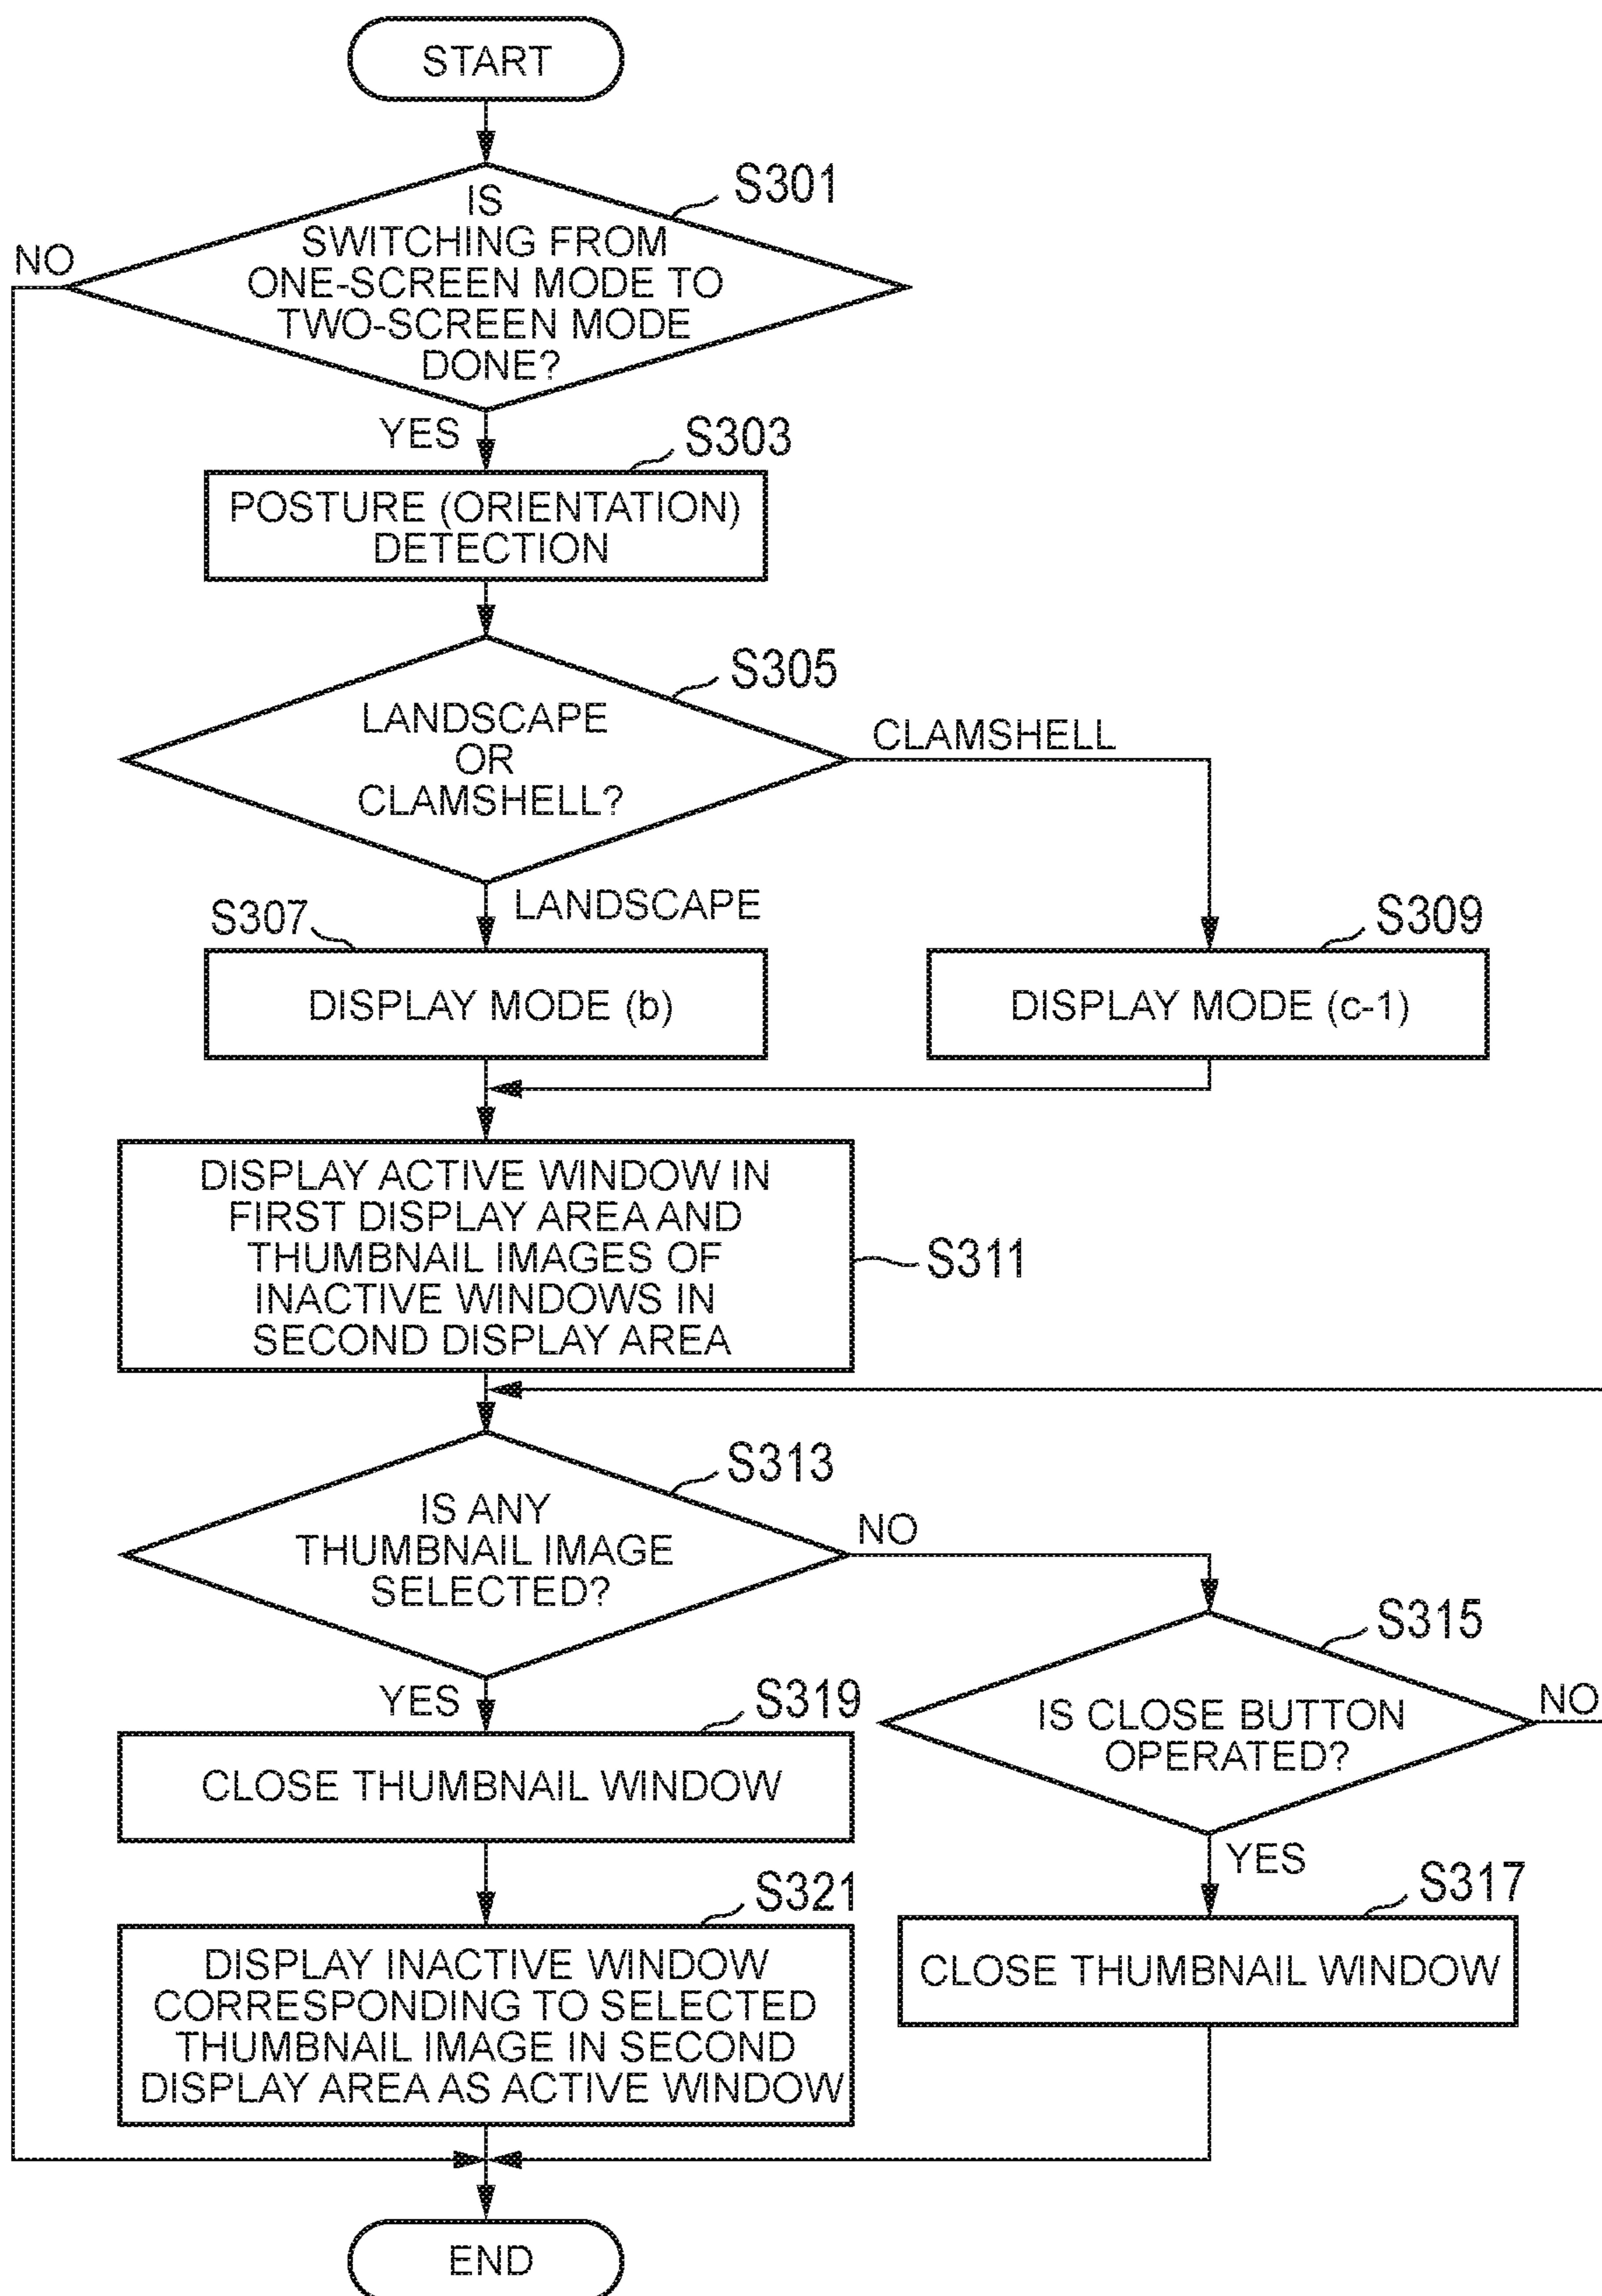 START
S301
IS
SWITCHING FROM
ONE-SCREEN MODE TO
TWO-SCREEN MODE
DONE?
NO
YES
S303
POSTURE (ORIENTATION)
DETECTION
S305
LANDSCAPE
OR
CLAMSHELL?
CLAMSHELL
LANDSCAPE
S307
DISPLAY MODE (b)
S309
DISPLAY MODE (c-1)
DISPLAY ACTIVE WINDOW IN
FIRST DISPLAY AREA AND
THUMBNAIL IMAGES OF
INACTIVE WINDOWS IN
SECOND DISPLAY AREA
S311
S313
IS ANY
THUMBNAIL IMAGE
SELECTED?
NO
S315
IS CLOSE BUTTON
OPERATED?
NO
YES
S319
CLOSE THUMBNAIL WINDOW
YES
S317
CLOSE THUMBNAIL WINDOW
S321
DISPLAY INACTIVE WINDOW
CORRESPONDING TO SELECTED
THUMBNAIL IMAGE IN SECOND
DISPLAY AREA AS ACTIVE WINDOW
END